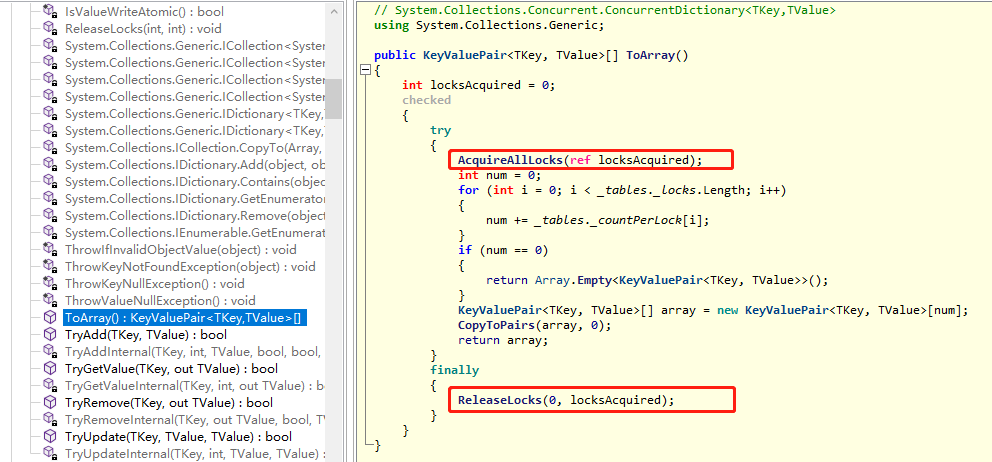 IsValueWriteAtomic() : bool
ReleaseLocks(int, int) : void
System.Collections.Generic.ICollection<System
System.Collections.Generic.ICollection<System
System.Collections.Generic.ICollection<System
System.Collections.Generic.ICollection<System
System.Collections.Generic.IDictionary<TKey,T
System.Collections.Generic.IDictionary<TKey,T
System.Collections.ICollection.CopyTo(Array,
System.Collections.IDictionary.Add(object, ob
System.Collections.IDictionary.Contains(objec
System.Collections.IDictionary.GetEnumerator
System.Collections.IDictionary.Remove(object
System.Collections.IEnumerable.GetEnumerat
ThrowIfInvalidObjectValue(object) : void
ThrowKeyNotFoundException(object) : void
ThrowKeyNullException() : void
ThrowValueNullException() : void
ToArray() : KeyValuePair<TKey,TValue>[]
TryAdd(TKey, TValue) : bool
TryAddInternal(TKey, int, TValue, bool, bool,
TryGetValue(TKey, out TValue) : bool
TryGetValueInternal(TKey, int, out TValue) : b
TryRemove(TKey, out TValue) : bool
TryRemoveInternal(TKey, out TValue, bool,
TryUpdate(TKey, TValue, TValue) : bool
TryUpdateInternal(TKey, int, TValue, TValue)
// System.Collections.Concurrent.ConcurrentDictionary<TKey,TValue>
using System.Collections.Generic;
public KeyValuePair<TKey, TValue>[] ToArray()
{
int locksAcquired = 0;
checked
{
try
{
AcquireAllLocks(ref locksAcquired);
int num = 0;
for (int i = 0; i < _tables._locks.Length; i++)
{
num += _tables._countPerLock[i];
}
if (num == 0)
{
return Array.Empty<KeyValuePair<TKey, TValue>>();
}
KeyValuePair<TKey, TValue>[] array = new KeyValuePair<TKey, TValue>[num];
CopyToPairs(array, 0);
return array;
}
finally
{
ReleaseLocks(0, locksAcquired);
}
}
}